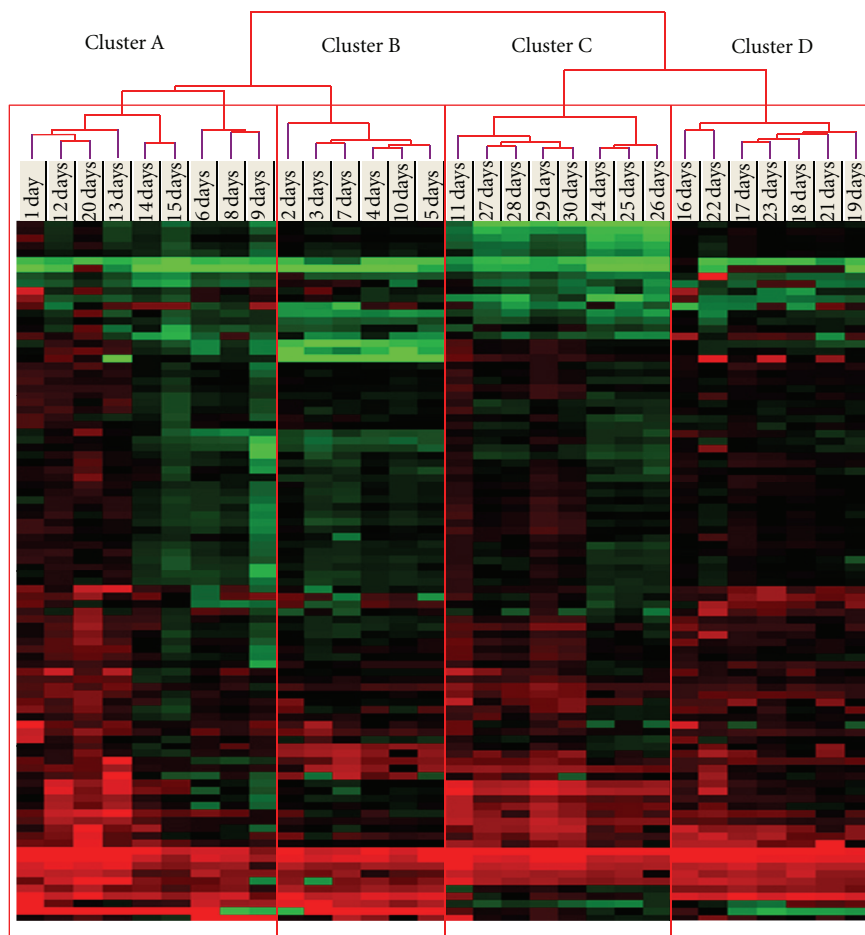 Cluster A
Cluster B
Cluster C
Cluster D
1 day
12 days
20 days
13 days
14 days
15 days
6 days
8 days
9 days
2 days
3 days
7 days
4 days
10 days
5 days
11 days
27 days
28 days
29 days
30 days
24 days
25 days
26 days
16 days
22 days
17 days
23 days
18 days
21 days
19 days